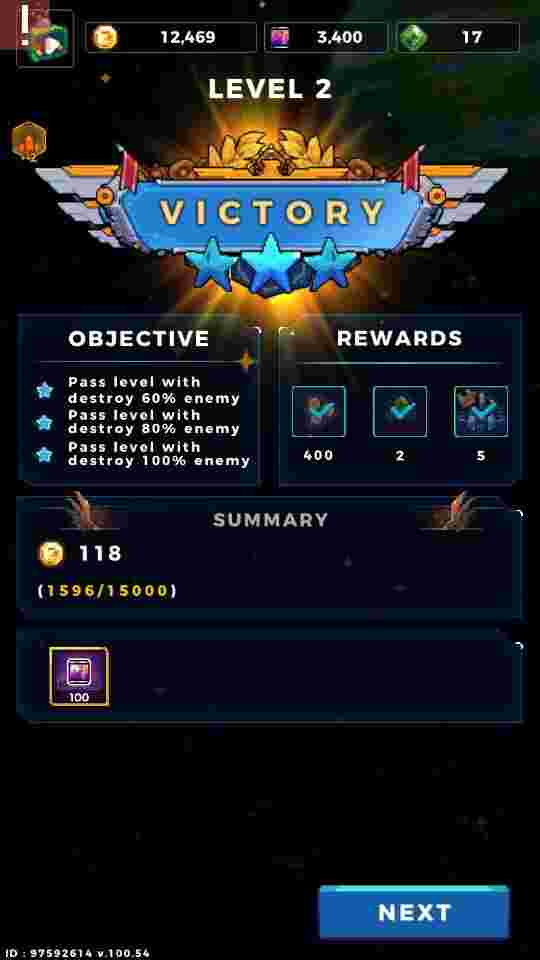 !
12,469 3,400 17
LEVEL 2
VICTORY
OBJECTIVE
Pass level with
destroy 60% enemy
Pass level with
destroy 80% enemy
Pass level with
destroy 100% enemy
REWARDS
400 2 5
SUMMARY
118
(1596/15000)
100
NEXT
ID : 97592614 v.100.54